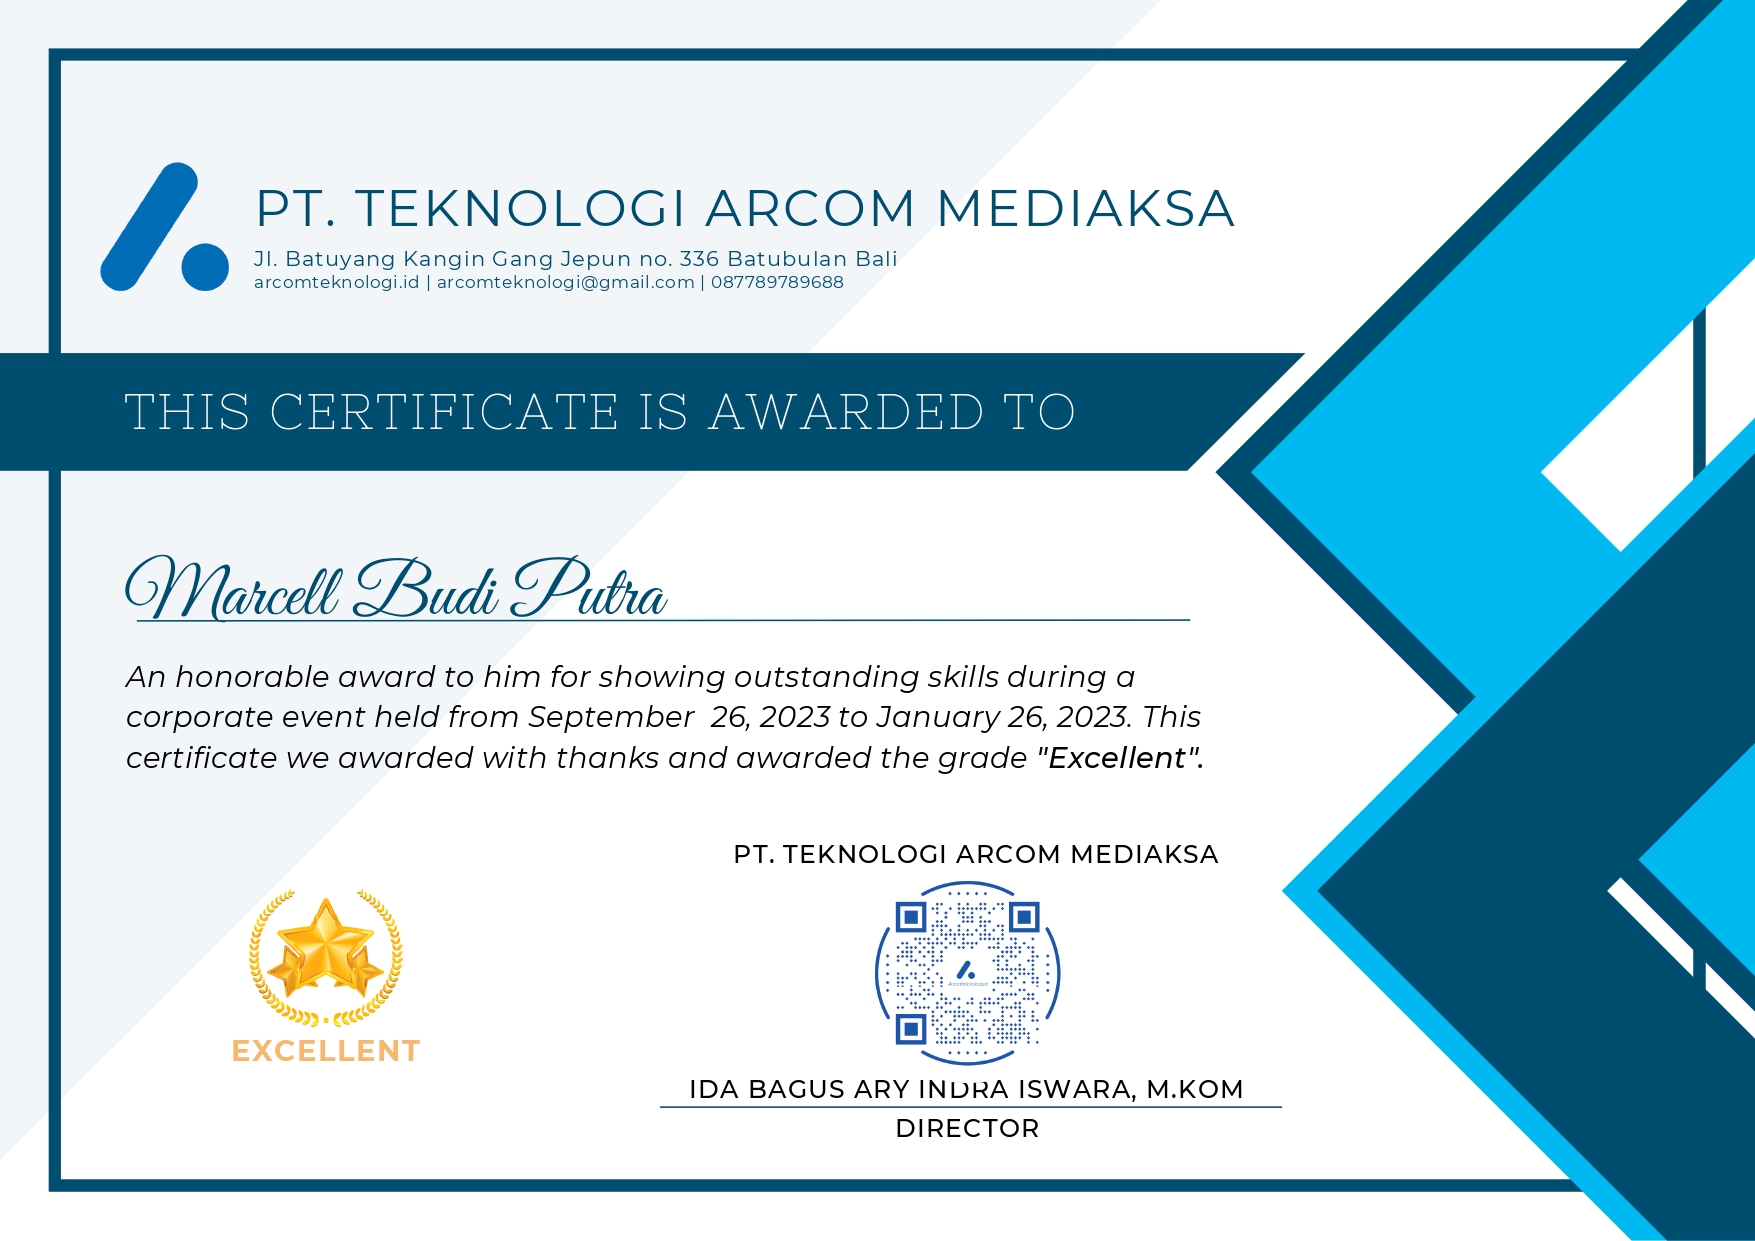 PT. TEKNOLOGI ARCOM MEDIAKSA
Jl. Batuyang Kangin Gang Jepun no. 336 Batubulan Bali
arcomteknologi.id | arcomteknologi@gmail.com | 087789789688
THIS CERTIFICATE IS AWARDED TO
Marcell Budi Putra
An honorable award to him for showing outstanding skills during a
corporate event held from September 26, 2023 to January 26, 2023. This
certificate we awarded with thanks and awarded the grade "Excellent".
PT. TEKNOLOGI ARCOM MEDIAKSA
EXCELLENT
IDA BAGUS ARY INDRA ISWARA, M.KOM
DIRECTOR